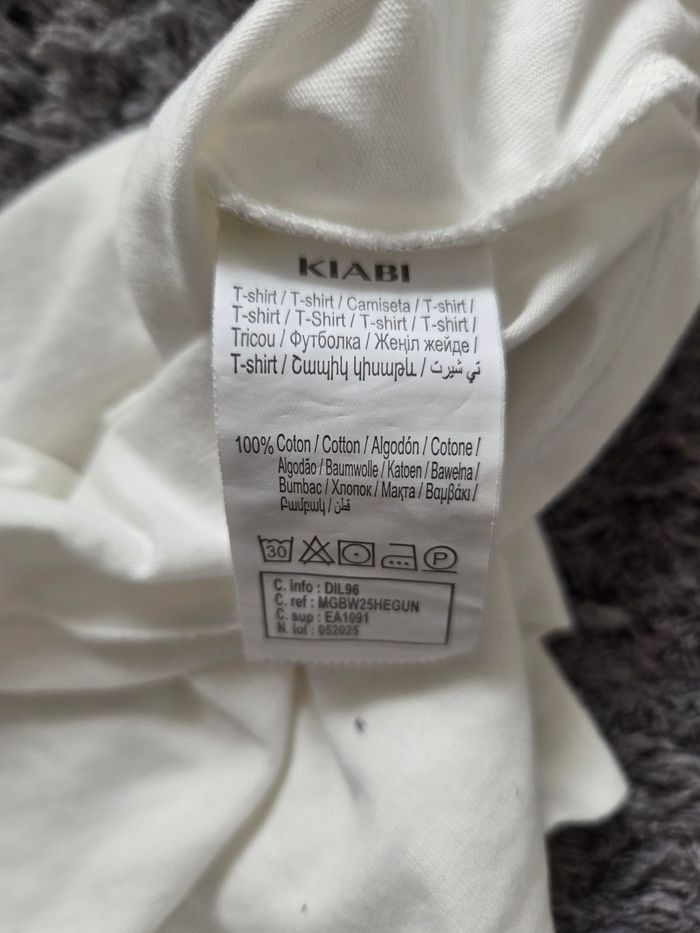 KIABI
T-shirt / T-shirt / Camiseta / T-shirt /
T-shirt / T-Shirt / T-shirt / T-shirt /
Tricou / Футболка / Жеңіл жейде /
T-shirt / Շապիկ կիսաթև / تي شيرت
100% Coton / Cotton / Algodón / Cotone /
Algodão / Baumwolle / Katoen / Bawełna /
Bumbac / Хлопок / Мақта / Βαμβάκι /
Բամբակ / قطن
30 P
C. info : DIL96
C. ref : MGBW25HEGUN
C. sup : EA1091
N. lot : 052025